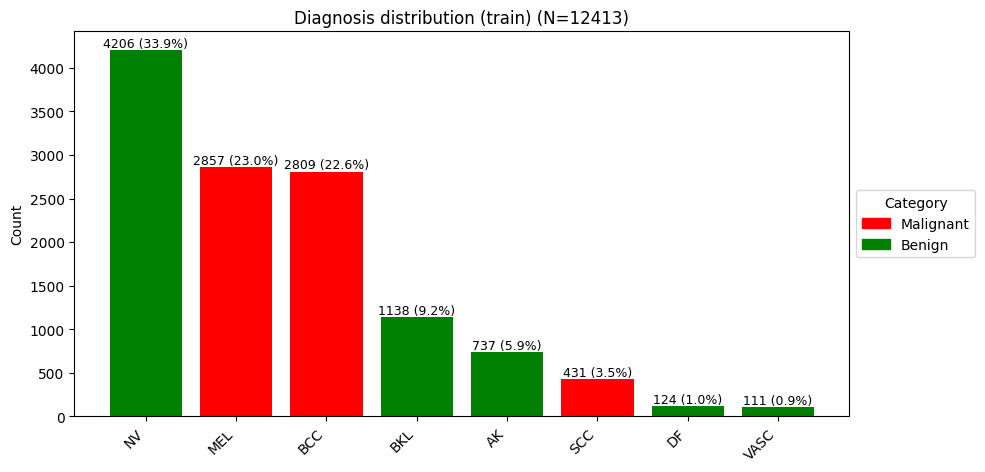 Diagnosis distribution (train) (N=12413)
Count
4000
3500
3000
2500
2000
1500
1000
500
0
4206 (33.9%)
2857 (23.0%)
2809 (22.6%)
1138 (9.2%)
737 (5.9%)
431 (3.5%)
124 (1.0%)
111 (0.9%)
NV
MEL
BCC
BKL
AK
SCC
DF
VASC
Category
Malignant
Benign